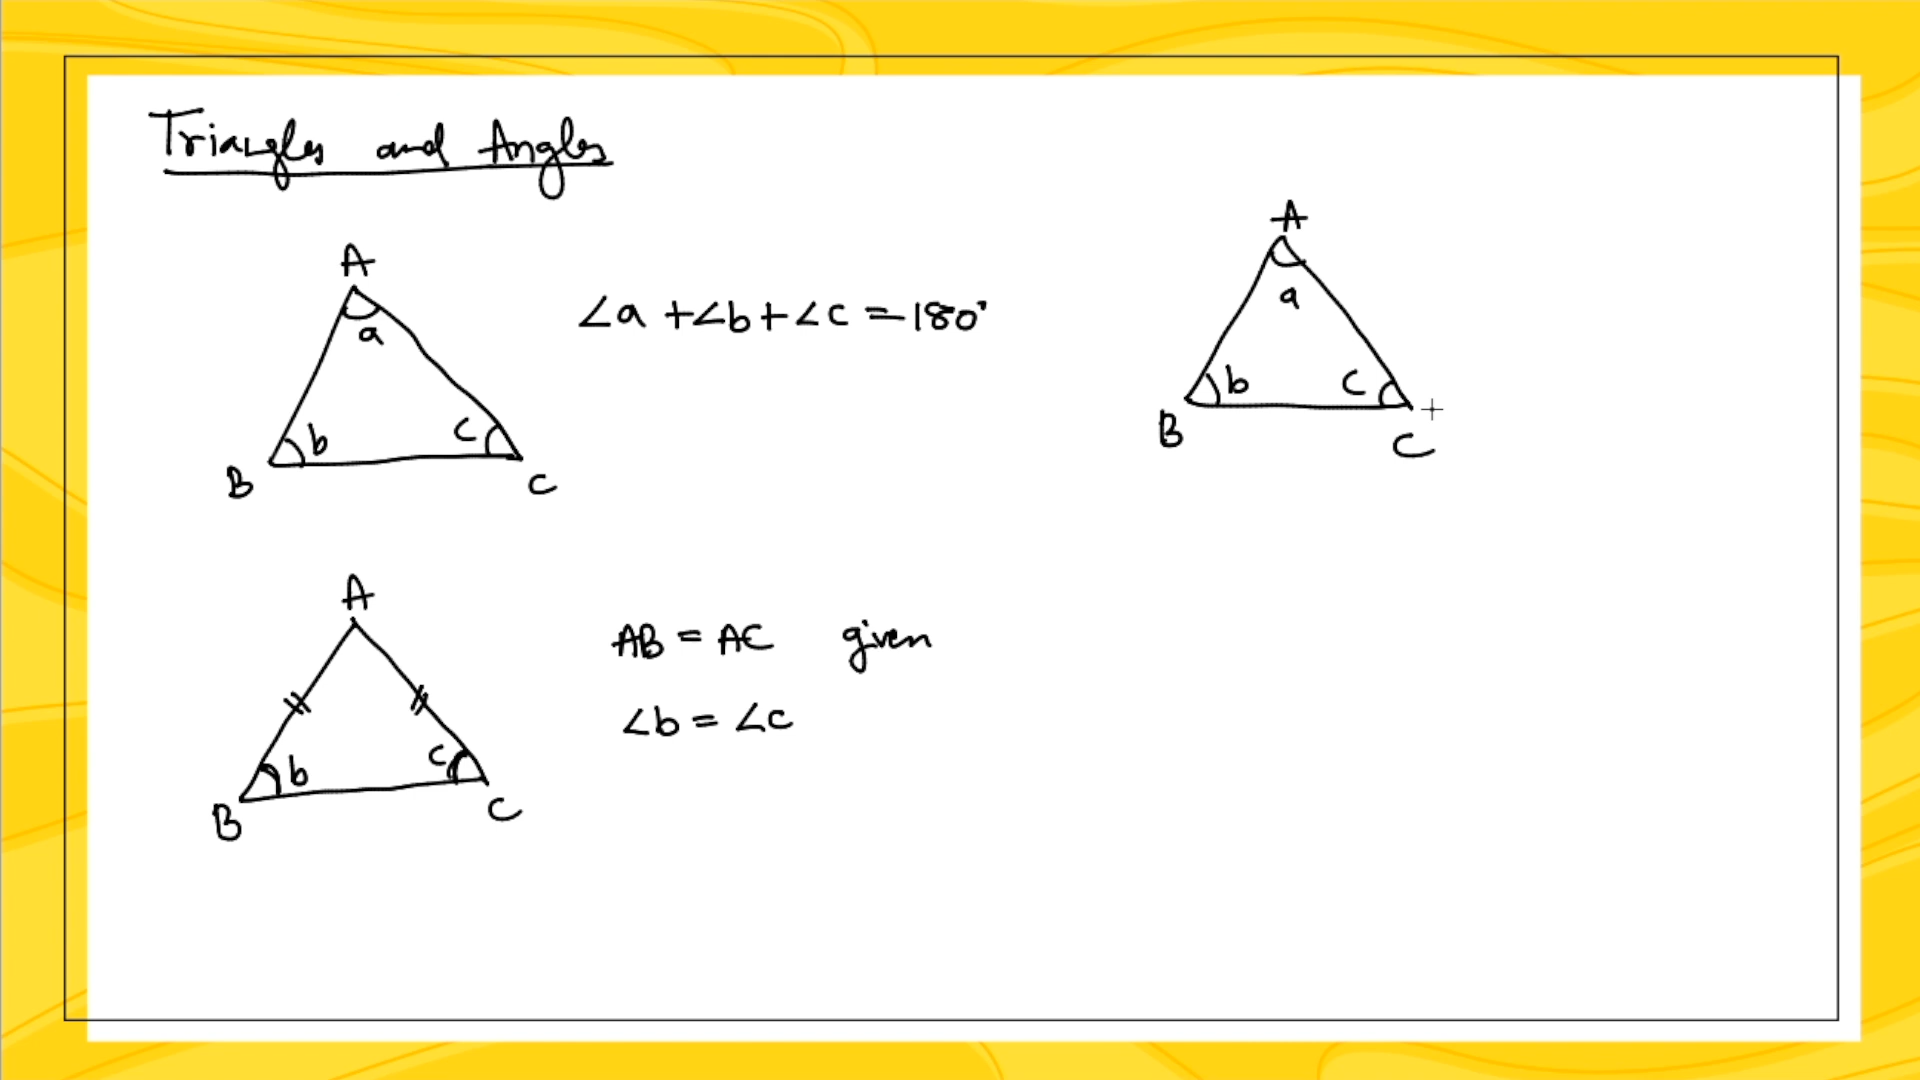 Triangles and Angles
A
a
b
c
B
C
∠a + ∠b + ∠c = 180°
A
b
c
B
C
AB = AC given
∠b = ∠c
A
a
b
c
B
C